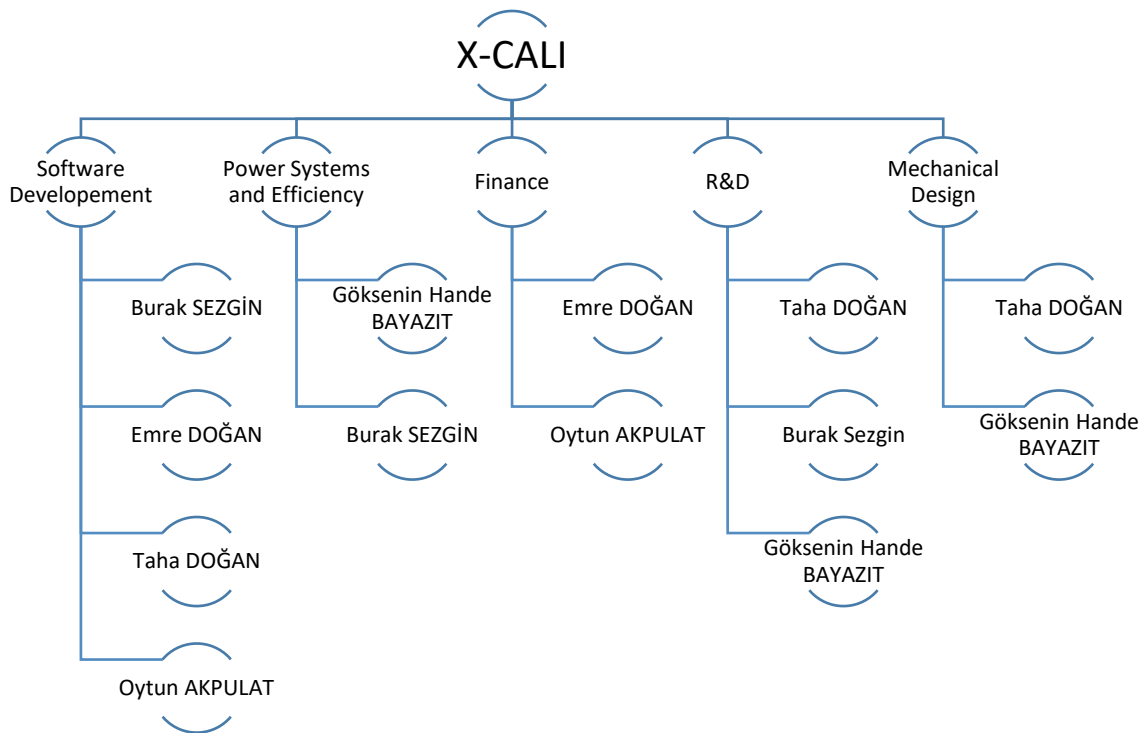 X-CALI
Software
Developement
Power Systems
and Efficiency
Finance
R&D
Mechanical
Design
Burak SEZGİN
Emre DOĞAN
Taha DOĞAN
Oytun AKPULAT
Göksenin Hande
BAYAZIT
Burak SEZGİN
Emre DOĞAN
Oytun AKPULAT
Taha DOĞAN
Burak Sezgin
Göksenin Hande
BAYAZIT
Taha DOĞAN
Göksenin Hande
BAYAZIT